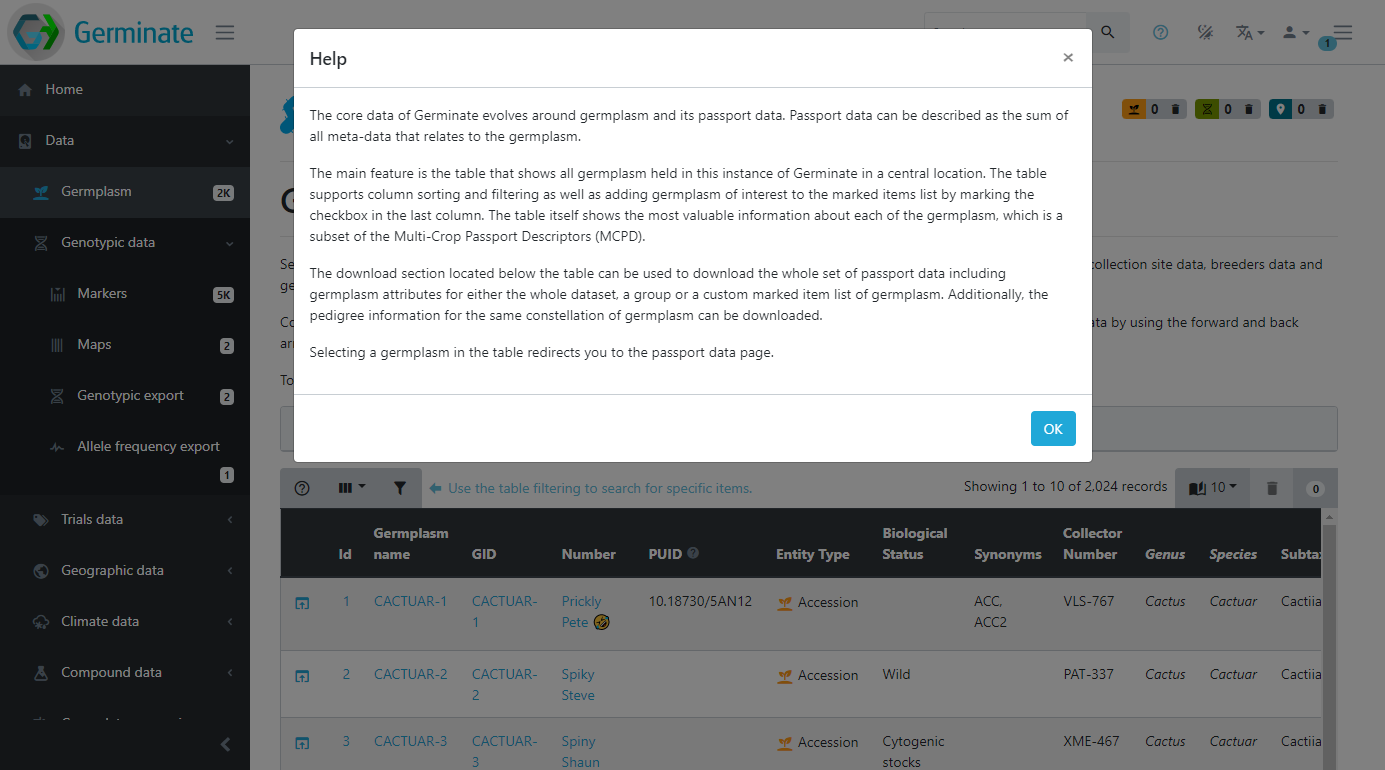 Germinate
1
Help
×
Home
Data
Germplasm 2K
Genotypic data
Markers 5K
Maps 2
Genotypic export 2
Allele frequency export
1
Trials data
Geographic data
Climate data
Compound data
The core data of Germinate evolves around germplasm and its passport data. Passport data can be described as the sum of
all meta-data that relates to the germplasm.
The main feature is the table that shows all germplasm held in this instance of Germinate in a central location. The table
supports column sorting and filtering as well as adding germplasm of interest to the marked items list by marking the
checkbox in the last column. The table itself shows the most valuable information about each of the germplasm, which is a
subset of the Multi-Crop Passport Descriptors (MCPD).
The download section located below the table can be used to download the whole set of passport data including
germplasm attributes for either the whole dataset, a group or a custom marked item list of germplasm. Additionally, the
pedigree information for the same constellation of germplasm can be downloaded.
Selecting a germplasm in the table redirects you to the passport data page.
OK
0 0 0
G
Se
collection site data, breeders data and
ge
Co
ata by using the forward and back
arr
To
Use the table filtering to search for specific items.
Showing 1 to 10 of 2,024 records
10
0
Id Germplasm name GID Number PUID Entity Type Biological Status Synonyms Collector Number Genus Species Subtax
1 CACTUAR-1 CACTUAR-1 Prickly Pete 10.18730/5AN12 Accession ACC, ACC2 VLS-767 Cactus Cactuar Cactiia
2 CACTUAR-2 CACTUAR-2 Spiky Steve Accession Wild PAT-337 Cactus Cactuar Cactiia
3 CACTUAR-3 CACTUAR-3 Spiny Shaun Accession Cytogenic stocks XME-467 Cactus Cactuar Cactiia